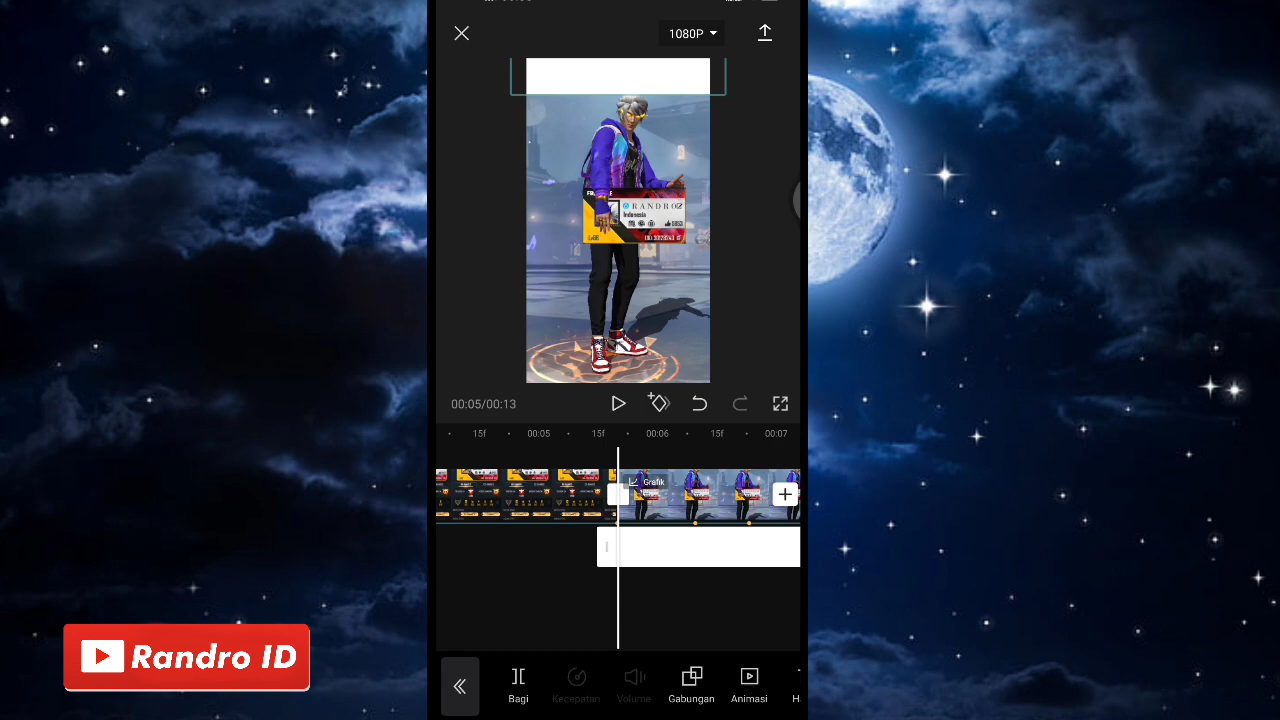 1080P
RANDROZ
Indonesia
00:05/00:13
15f
00:05
15f
00:06
15f
00:07
Grafik
Randro ID
Bagi
Kecepatan
Volume
Gabungan
Animasi
H